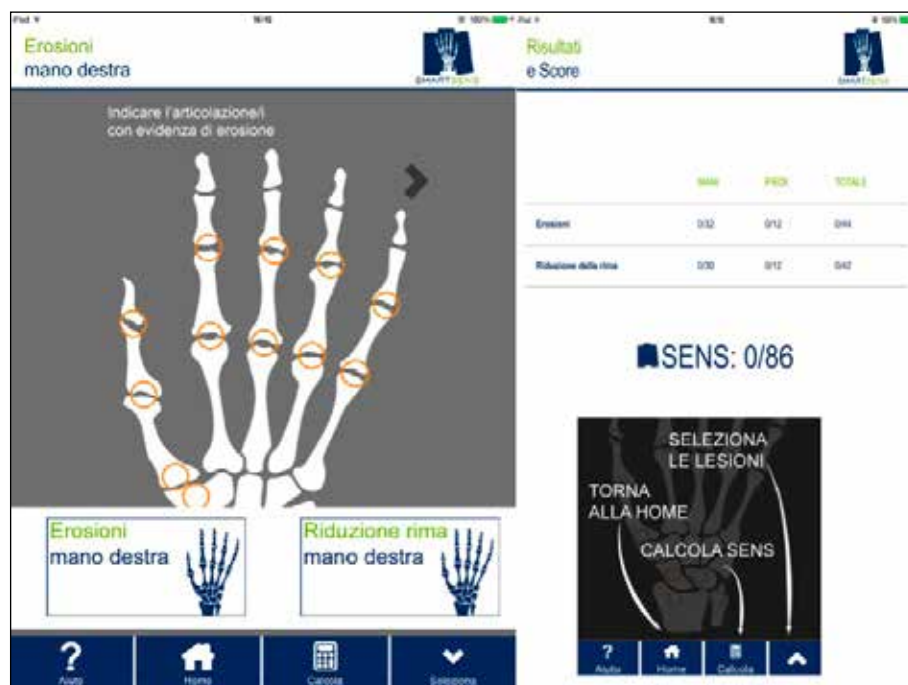 Erosioni
mano destra
SMARTSENS
Indicare l'articolazione/i
con evidenza di erosione
Erosioni
mano destra
Riduzione rima
mano destra
?
Aiuto
Home
Calcola
Seleziona
Risultati
e Score
SMARTSENS
MANI PIEDI TOTALE
Erosioni 0/32 0/12 0/44
Riduzione della rima 0/30 0/12 0/42
SENS: 0/86
SELEZIONA
LE LESIONI
TORNA
ALLA HOME
CALCOLA SENS
?
Aiuto
Home
Calcola